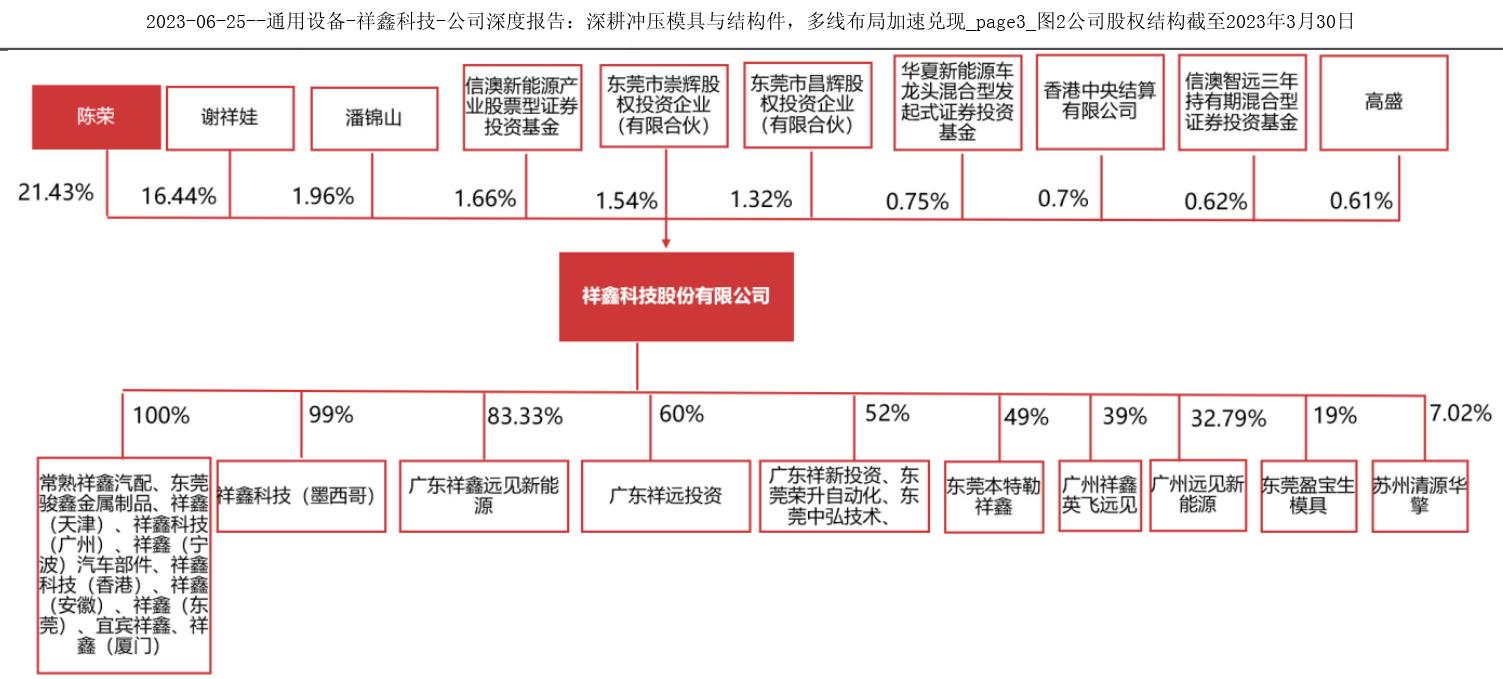 2023-06-25--通用设备-祥鑫科技-公司深度报告：深耕冲压模具与结构件，多线布局加速兑现_page3_图2公司股权结构截至2023年3月30日
陈荣
谢祥娃
潘锦山
信澳新能源产
业股票型证券
投资基金
东莞市崇辉股
权投资企业
（有限合伙）
东莞市昌辉股
权投资企业
（有限合伙）
华夏新能源车
龙头混合型发
起式证券投资
基金
香港中央结算
有限公司
信澳智远三年
持有期混合型
证券投资基金
高盛
21.43%
16.44%
1.96%
1.66%
1.54%
1.32%
0.75%
0.7%
0.62%
0.61%
祥鑫科技股份有限公司
100%
99%
83.33%
60%
52%
49%
39%
32.79%
19%
7.02%
常熟祥鑫汽配、东莞
骏鑫金属制品、祥鑫
（天津）、祥鑫科技
（广州）、祥鑫（宁
波）汽车部件、祥鑫
科技（香港）、祥鑫
（安徽）、祥鑫（东
莞）、宜宾祥鑫、祥
鑫（厦门）
祥鑫科技（墨西哥）
广东祥鑫远见新能
源
广东祥远投资
广东祥新投资、东
莞荣升自动化、东
莞中弘技术、
东莞本特勒
祥鑫
广州祥鑫
英飞远见
广州远见新
能源
东莞盈宝生
模具
苏州清源华
擎